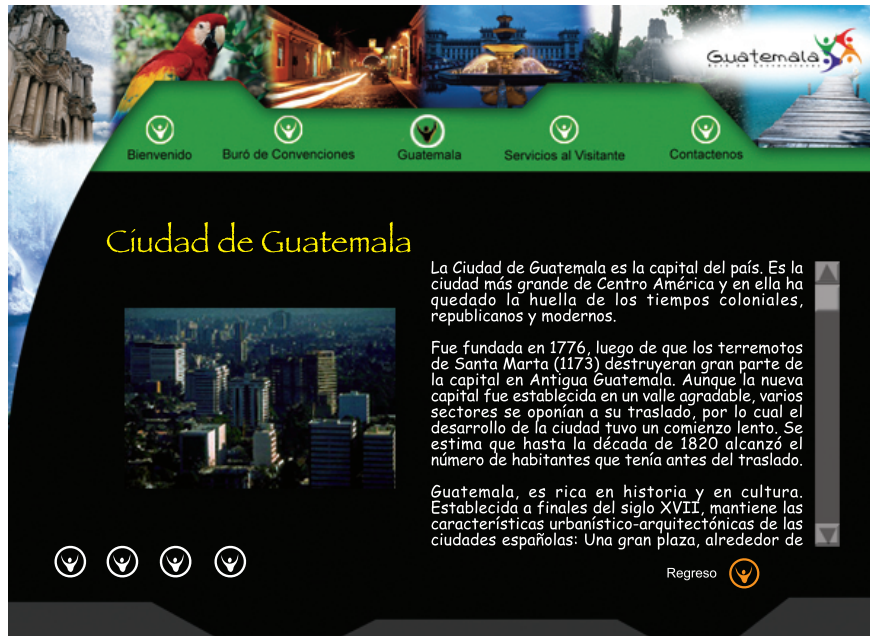 Guatemala
Buró de Convenciones
Bienvenido
Buró de Convenciones
Guatemala
Servicios al Visitante
Contactenos
Ciudad de Guatemala
La Ciudad de Guatemala es la capital del país. Es la
ciudad más grande de Centro América y en ella ha
quedado la huella de los tiempos coloniales,
republicanos y modernos.
Fue fundada en 1776, luego de que los terremotos
de Santa Marta (1173) destruyeran gran parte de
la capital en Antigua Guatemala. Aunque la nueva
capital fue establecida en un valle agradable, varios
sectores se oponían a su traslado, por lo cual el
desarrollo de la ciudad tuvo un comienzo lento. Se
estima que hasta la década de 1820 alcanzó el
número de habitantes que tenía antes del traslado.
Guatemala, es rica en historia y en cultura.
Establecida a finales del siglo XVII, mantiene las
características urbanístico-arquitectónicas de las
ciudades españolas: Una gran plaza, alrededor de
Regreso